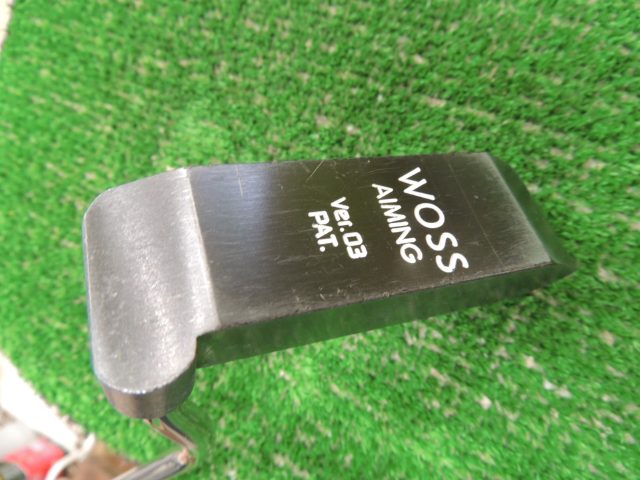 WOSS
AIMING
Ver.03
PAT.